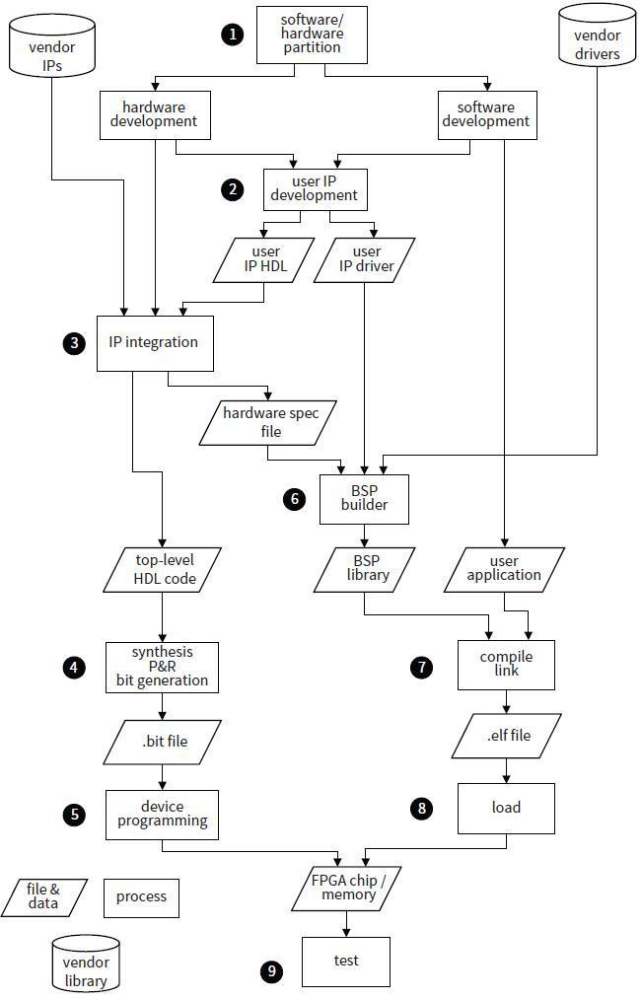 vendor
IPs
1
software/
hardware
partition
vendor
drivers
hardware
development
software
development
2
user IP
development
user
IP HDL
user
IP driver
3
IP integration
hardware spec
file
6
BSP
builder
top-level
HDL code
BSP
library
user
application
4
synthesis
P&R
bit generation
7
compile
link
.bit file
.elf file
5
device
programming
8
load
file &
data
process
FPGA chip /
memory
vendor
library
9
test